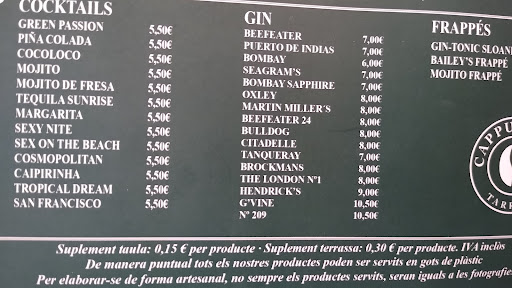 COCKTAILS
GREEN PASSION 5,50€
PIÑA COLADA 5,50€
COCOLOCO 5,50€
MOJITO 5,50€
MOJITO DE FRESA 5,50€
TEQUILA SUNRISE 5,50€
MARGARITA 5,50€
SEXY NITE 5,50€
SEX ON THE BEACH 5,50€
COSMOPOLITAN 5,50€
CAIPIRINHA 5,50€
TROPICAL DREAM 5,50€
SAN FRANCISCO 5,50€
GIN
BEEFEATER 7,00€
PUERTO DE INDIAS 7,00€
BOMBAY 6,00€
SEAGRAM'S 7,00€
BOMBAY SAPPHIRE 7,00€
OXLEY 8,00€
MARTIN MILLER´S 8,00€
BEEFEATER 24 8,00€
BULLDOG 8,00€
CITADELLE 8,00€
TANQUERAY 7,00€
BROCKMANS 8,00€
THE LONDON Nº1 8,00€
HENDRICK'S 9,00€
G'VINE 10,50€
Nº 209 10,50€
FRAPPÉS
GIN-TONIC SLOAN
BAILEY'S FRAPPÉ
MOJITO FRAPPÉ
CAPPU
TARR
Suplement taula: 0,15 € per producte · Suplement terrassa: 0,30 € per producte. IVA inclòs
De manera puntual tots els nostres productes poden ser servits en gots de plàstic
Per elaborar-se de forma artesanal, no sempre els productes servits, seran iguals a les fotografies